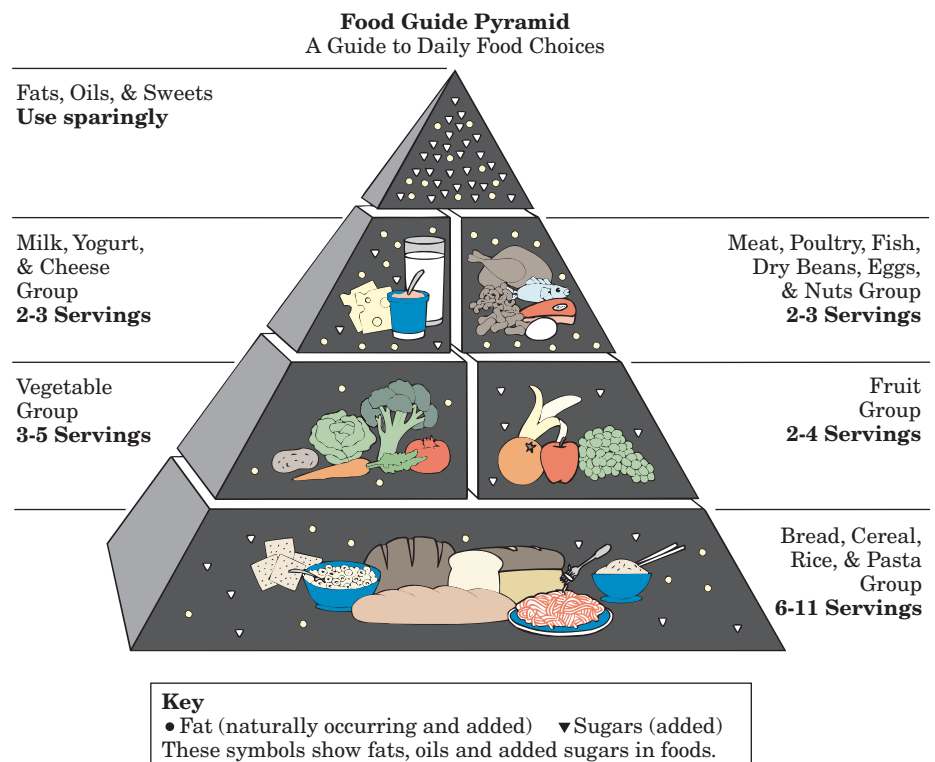 Food Guide Pyramid
A Guide to Daily Food Choices
Fats, Oils, & Sweets
Use sparingly
Milk, Yogurt,
& Cheese
Group
2-3 Servings
Meat, Poultry, Fish,
Dry Beans, Eggs,
& Nuts Group
2-3 Servings
Vegetable
Group
3-5 Servings
Fruit
Group
2-4 Servings
Bread, Cereal,
Rice, & Pasta
Group
6-11 Servings
Key
● Fat (naturally occurring and added) ▼ Sugars (added)
These symbols show fats, oils and added sugars in foods.